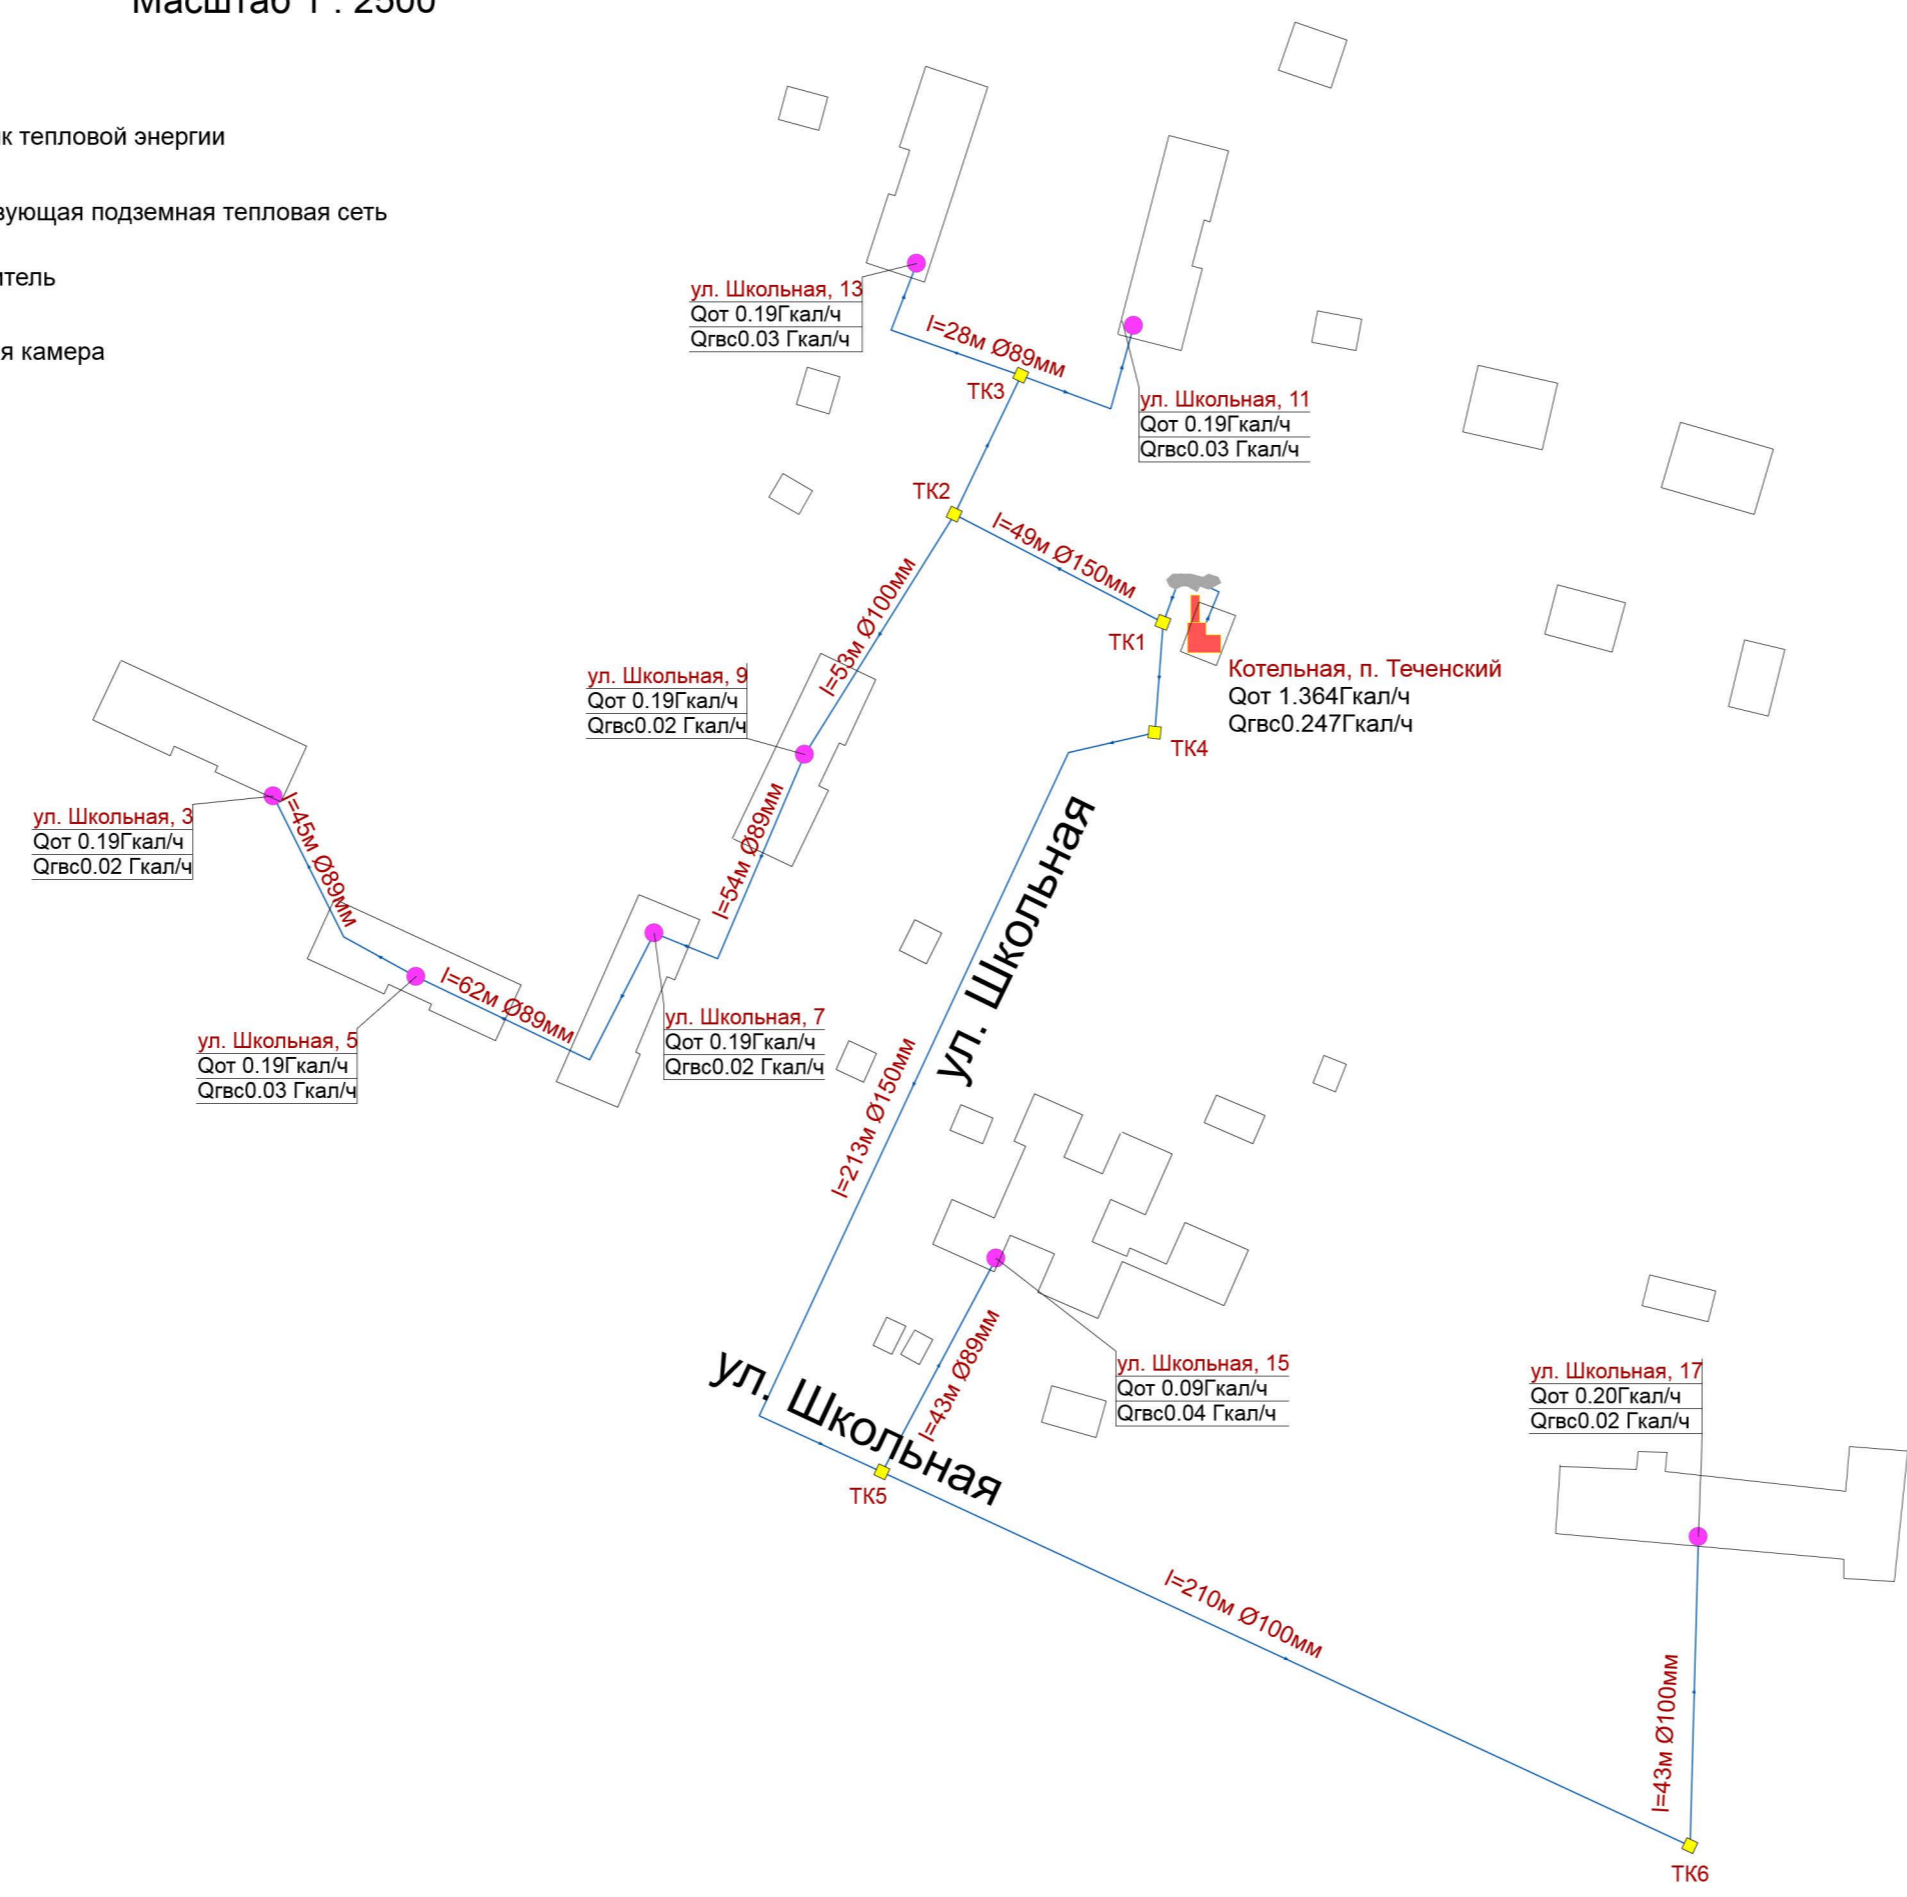 Масштаб 1 : 2500
к тепловой энергии
вующая подземная тепловая сеть
итель
я камера
ул. Школьная, 13
Qот 0.19Гкал/ч
Qгвс0.03 Гкал/ч
l=28м Ø89мм
ТК3
ул. Школьная, 11
Qот 0.19Гкал/ч
Qгвс0.03 Гкал/ч
ТК2
l=49м Ø150мм
l=53м Ø100мм
ТК1
Котельная, п. Теченский
Qот 1.364Гкал/ч
Qгвс0.247Гкал/ч
ул. Школьная, 9
Qот 0.19Гкал/ч
Qгвс0.02 Гкал/ч
ТК4
ул. Школьная, 3
Qот 0.19Гкал/ч
Qгвс0.02 Гкал/ч
l=45м Ø89мм
l=54м Ø89мм
ул. Школьная
l=62м Ø89мм
ул. Школьная, 7
Qот 0.19Гкал/ч
Qгвс0.02 Гкал/ч
ул. Школьная, 5
Qот 0.19Гкал/ч
Qгвс0.03 Гкал/ч
l=213м Ø150мм
l=43м Ø89мм
ул. Школьная
ул. Школьная, 15
Qот 0.09Гкал/ч
Qгвс0.04 Гкал/ч
ул. Школьная, 17
Qот 0.20Гкал/ч
Qгвс0.02 Гкал/ч
ТК5
l=210м Ø100мм
l=43м Ø100мм
ТК6